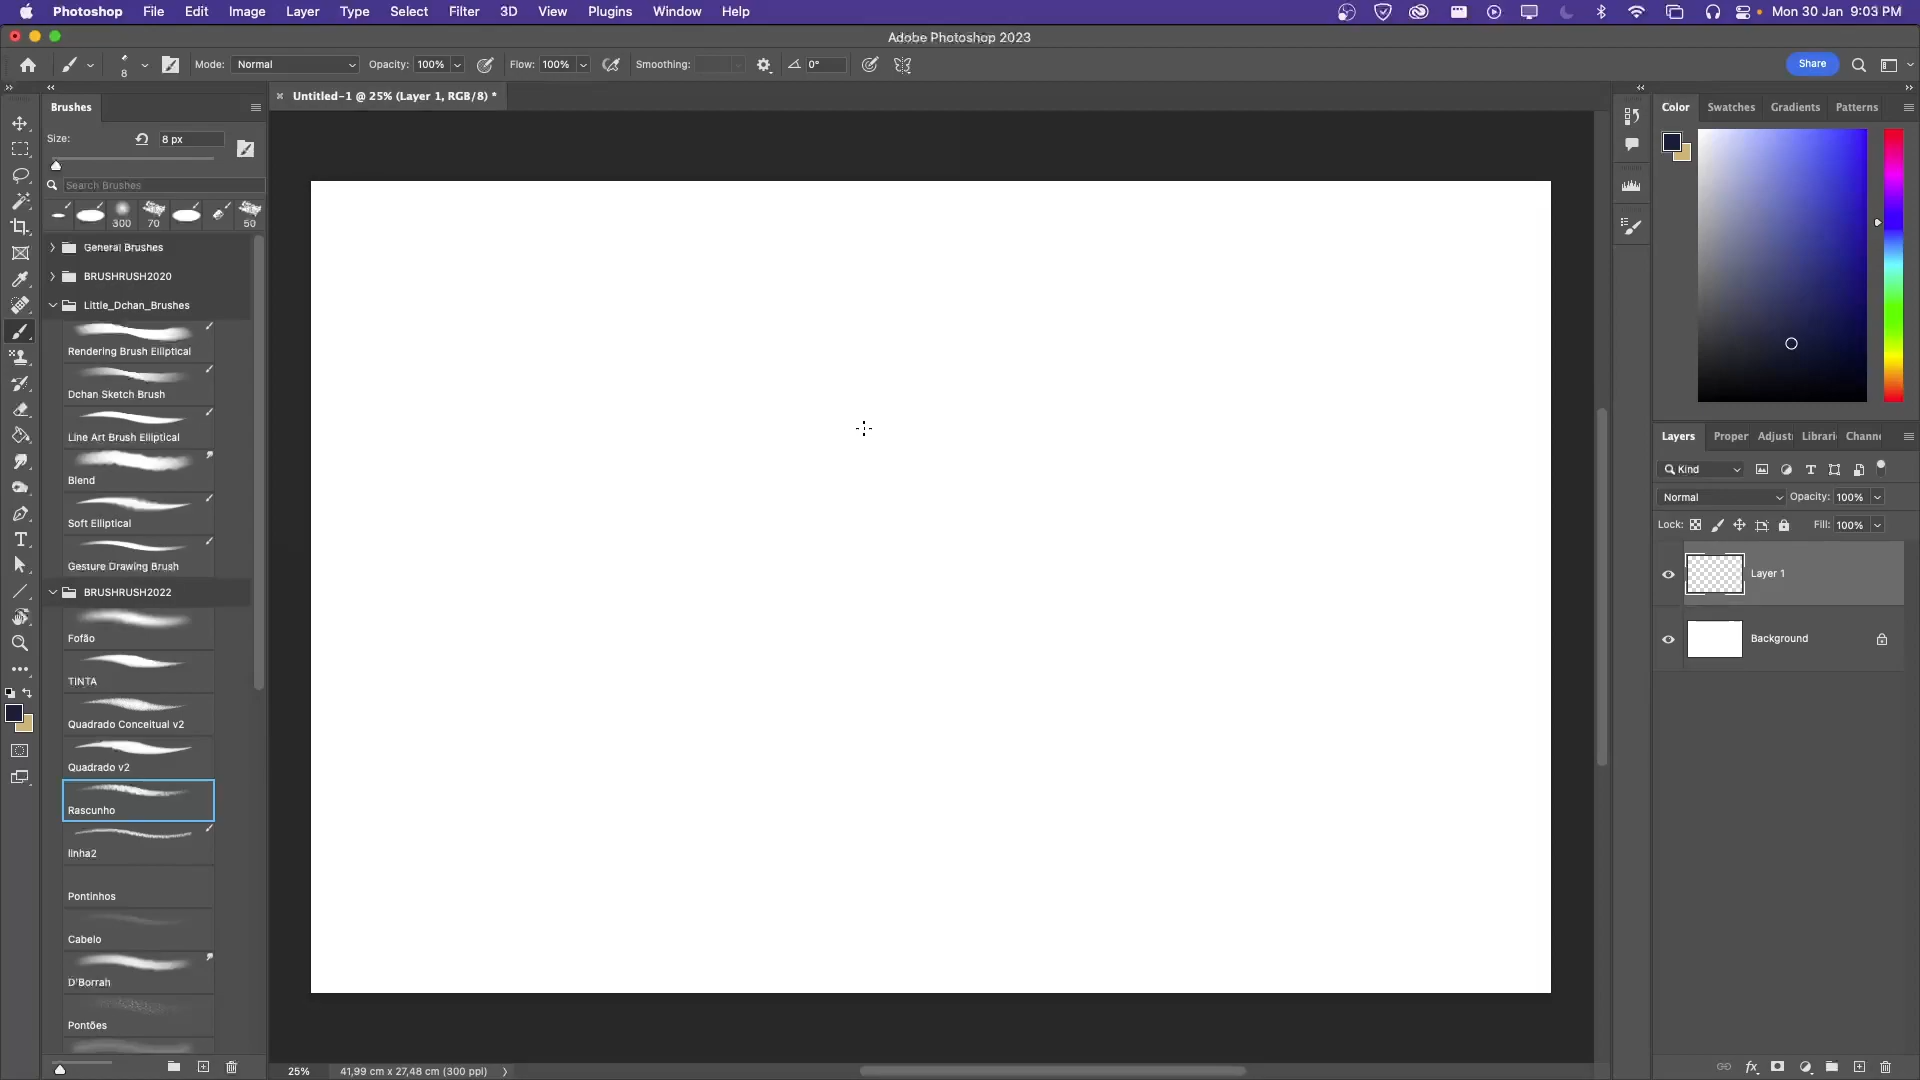 Photoshop File Edit Image Layer Type Select Filter 3D View Plugins Window Help Mon 30 Jan 9:03 PM
Adobe Photoshop 2023
8 Mode: Normal Opacity: 100% Flow: 100% Smoothing: 0° Share
Brushes
Untitled-1 @ 25% (Layer 1, RGB/8) *
Size: 8 px
Search Brushes
300 70 50
General Brushes
BRUSHRUSH2020
Little_Dchan_Brushes
Rendering Brush Elliptical
Dchan Sketch Brush
Line Art Brush Elliptical
Blend
Soft Elliptical
Gesture Drawing Brush
BRUSHRUSH2022
Fofão
TINTA
Quadrado Conceitual v2
Quadrado v2
Rascunho
linha2
Pontinhos
Cabelo
D'Borrah
Pontões
25% 41,99 cm x 27,48 cm (300 ppi)
Color Swatches Gradients Patterns
Layers Proper Adjust Librari Chann
Kind
Normal Opacity: 100%
Lock: Fill: 100%
Layer 1
Background
fx